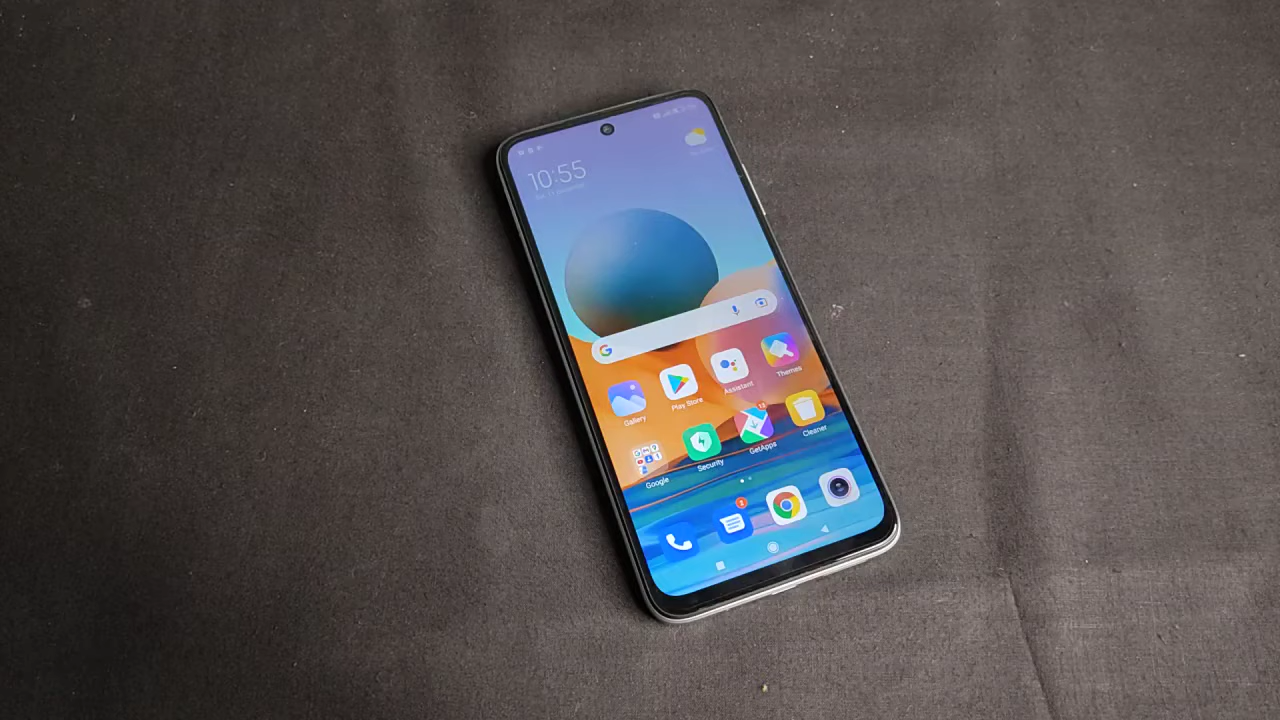 10:55
Gallery
Play Store
Assistant
Themes
Google
Security
GetApps
Cleaner